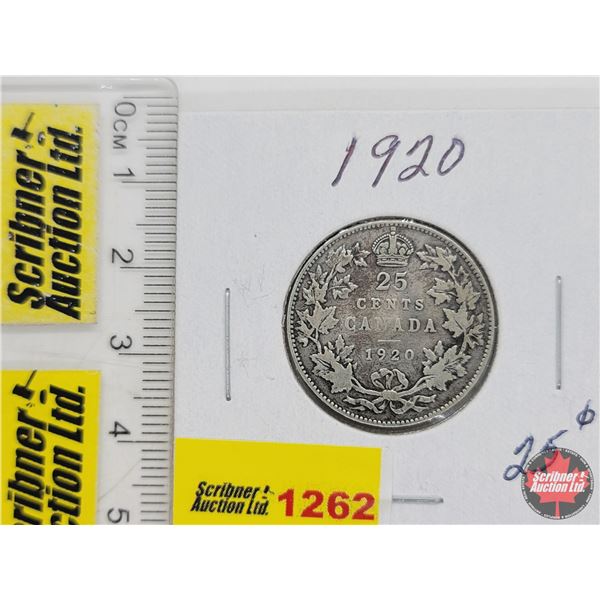 Scribner
Auction Ltd.
Scribner
Auction Ltd.
0CM
1
2
3
4
5
1920
25
CENTS
CANADA
1920
25¢
Scribner
Auction Ltd.
1262
Scribner
Auction Ltd.